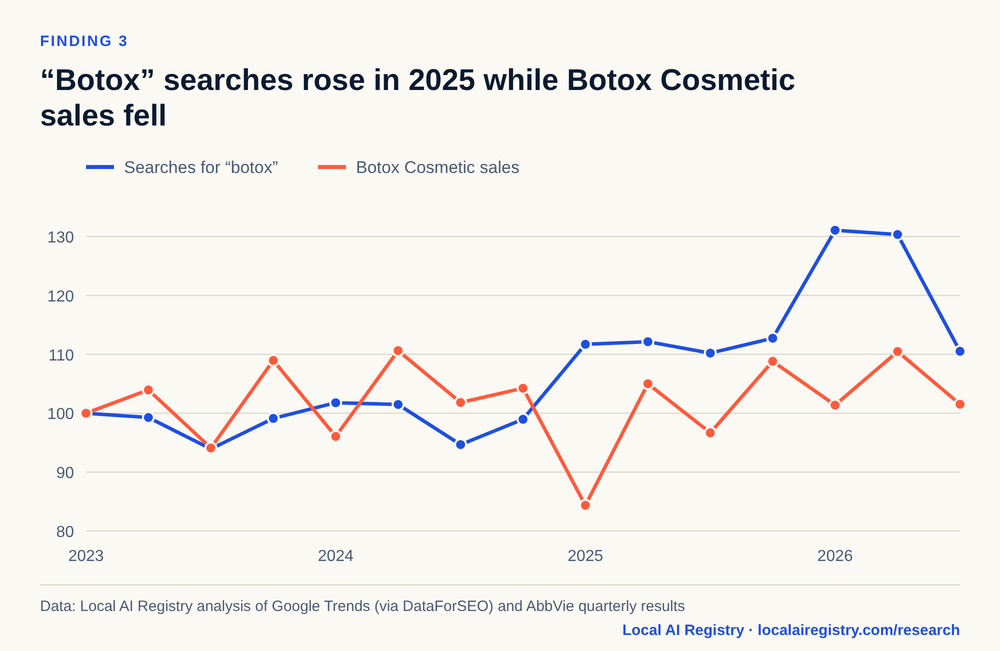 FINDING 3
“Botox” searches rose in 2025 while Botox Cosmetic
sales fell
Searches for “botox”
Botox Cosmetic sales
130
120
110
100
90
80
2023
2024
2025
2026
Data: Local AI Registry analysis of Google Trends (via DataForSEO) and AbbVie quarterly results
Local AI Registry · localairegistry.com/research